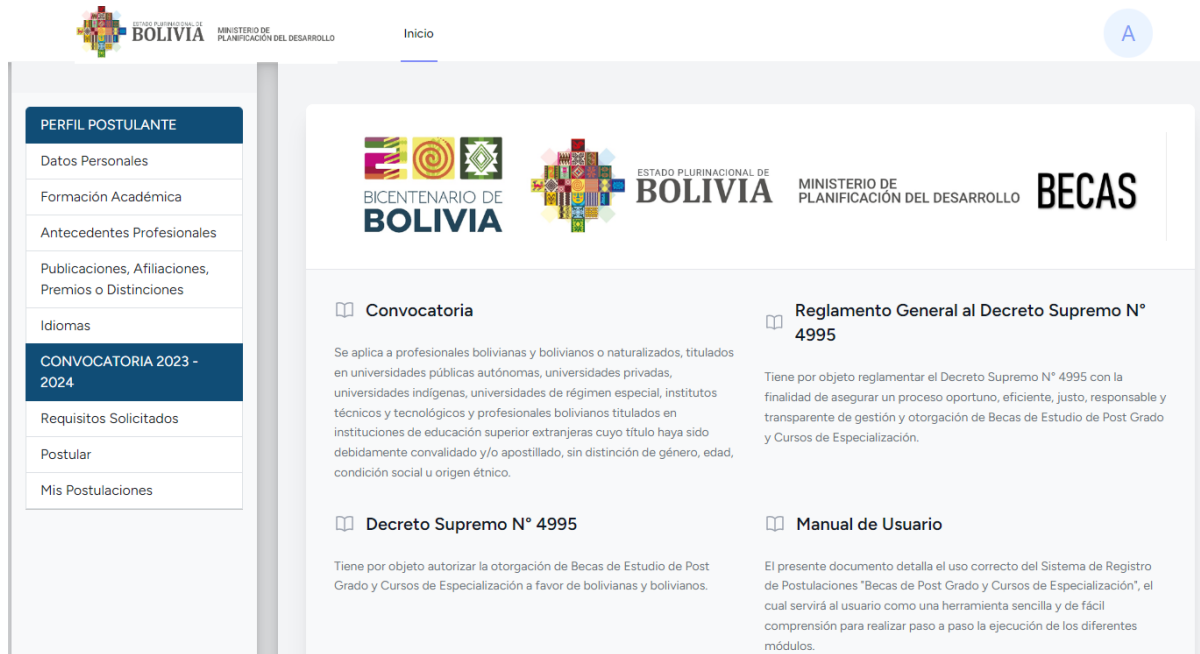 ESTADO PLURINACIONAL DE
BOLIVIA
MINISTERIO DE
PLANIFICACIÓN DEL DESARROLLO
Inicio
A
PERFIL POSTULANTE
Datos Personales
Formación Académica
Antecedentes Profesionales
Publicaciones, Afiliaciones,
Premios o Distinciones
Idiomas
CONVOCATORIA 2023 -
2024
Requisitos Solicitados
Postular
Mis Postulaciones
BICENTENARIO DE
BOLIVIA
ESTADO PLURINACIONAL DE
BOLIVIA
MINISTERIO DE
PLANIFICACIÓN DEL DESARROLLO
BECAS
Convocatoria
Se aplica a profesionales bolivianas y bolivianos o naturalizados, titulados
en universidades públicas autónomas, universidades privadas,
universidades indígenas, universidades de régimen especial, institutos
técnicos y tecnológicos y profesionales bolivianos titulados en
instituciones de educación superior extranjeras cuyo título haya sido
debidamente convalidado y/o apostillado, sin distinción de género, edad,
condición social u origen étnico.
Reglamento General al Decreto Supremo N°
4995
Tiene por objeto reglamentar el Decreto Supremo N° 4995 con la
finalidad de asegurar un proceso oportuno, eficiente, justo, responsable y
transparente de gestión y otorgación de Becas de Estudio de Post Grado
y Cursos de Especialización.
Decreto Supremo N° 4995
Tiene por objeto autorizar la otorgación de Becas de Estudio de Post
Grado y Cursos de Especialización a favor de bolivianas y bolivianos.
Manual de Usuario
El presente documento detalla el uso correcto del Sistema de Registro
de Postulaciones "Becas de Post Grado y Cursos de Especialización", el
cual servirá al usuario como una herramienta sencilla y de fácil
comprensión para realizar paso a paso la ejecución de los diferentes
módulos.